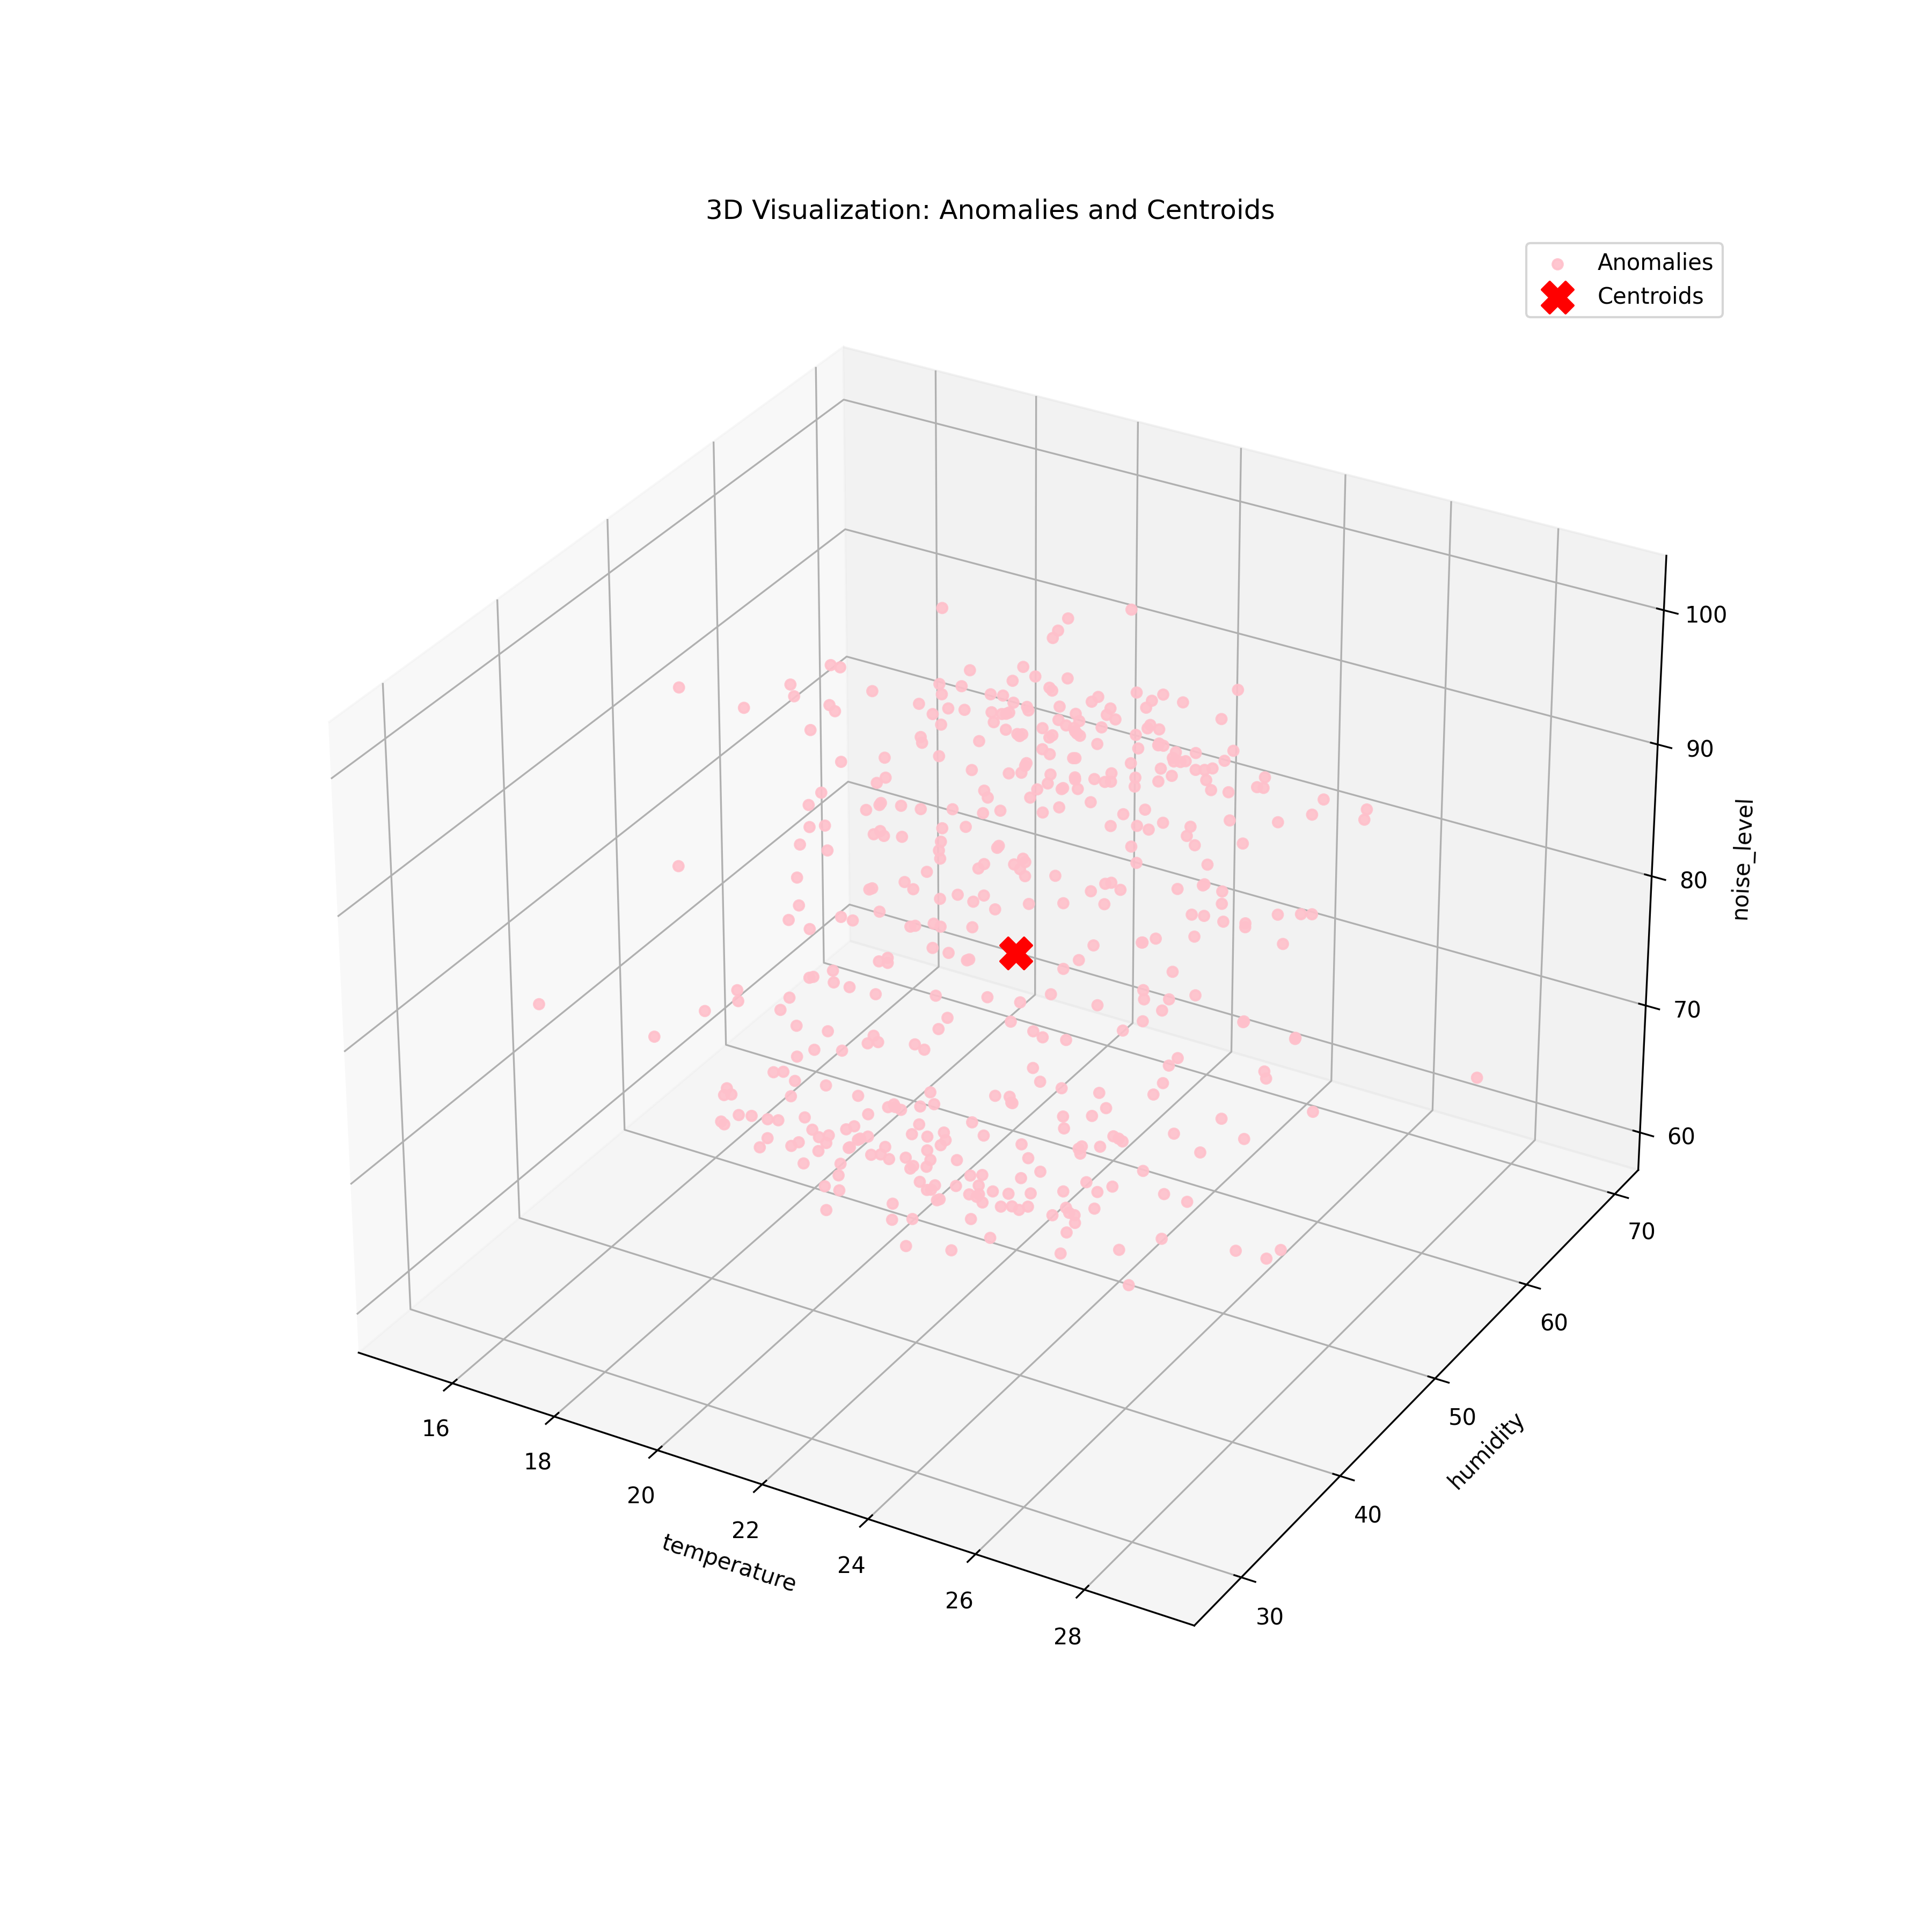 3D Visualization: Anomalies and Centroids
Anomalies
Centroids
100
90
80
70
60
noise_level
70
60
50
40
30
humidity
16
18
20
22
24
26
28
temperature